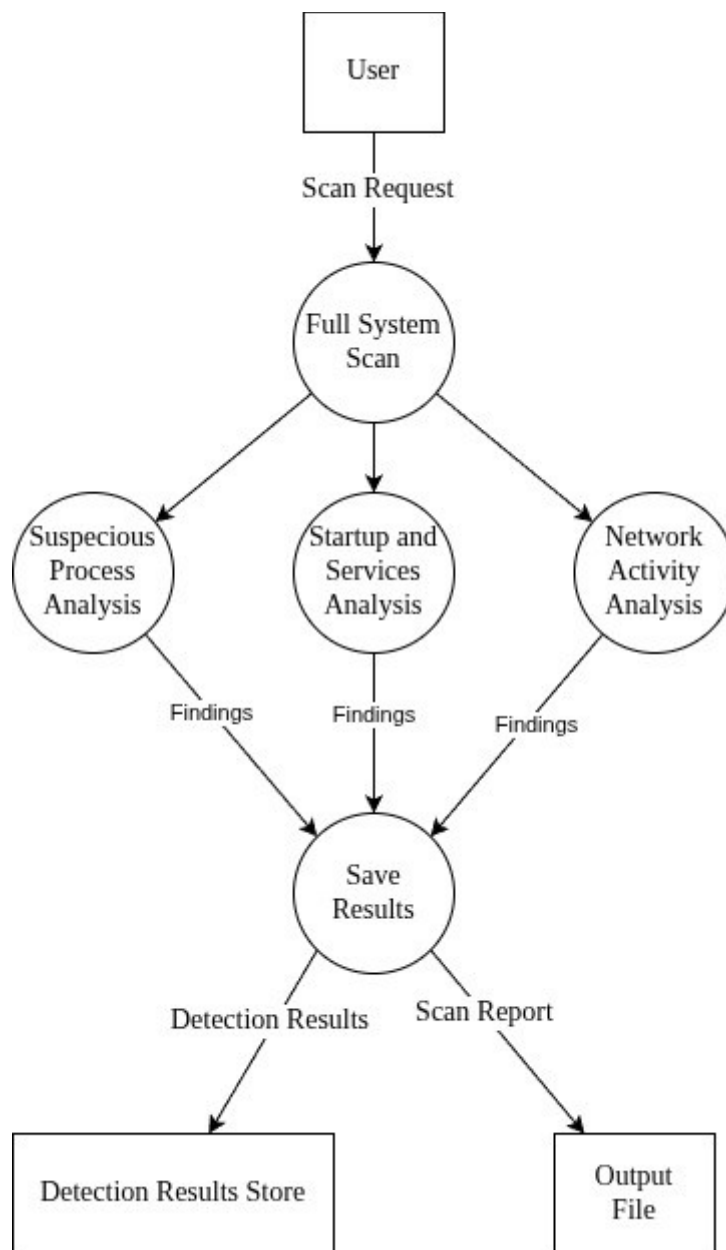 User
Scan Request
Full System
Scan
Suspecious
Process
Analysis
Startup and
Services
Analysis
Network
Activity
Analysis
Findings
Findings
Findings
Save
Results
Detection Results
Scan Report
Detection Results Store
Output
File